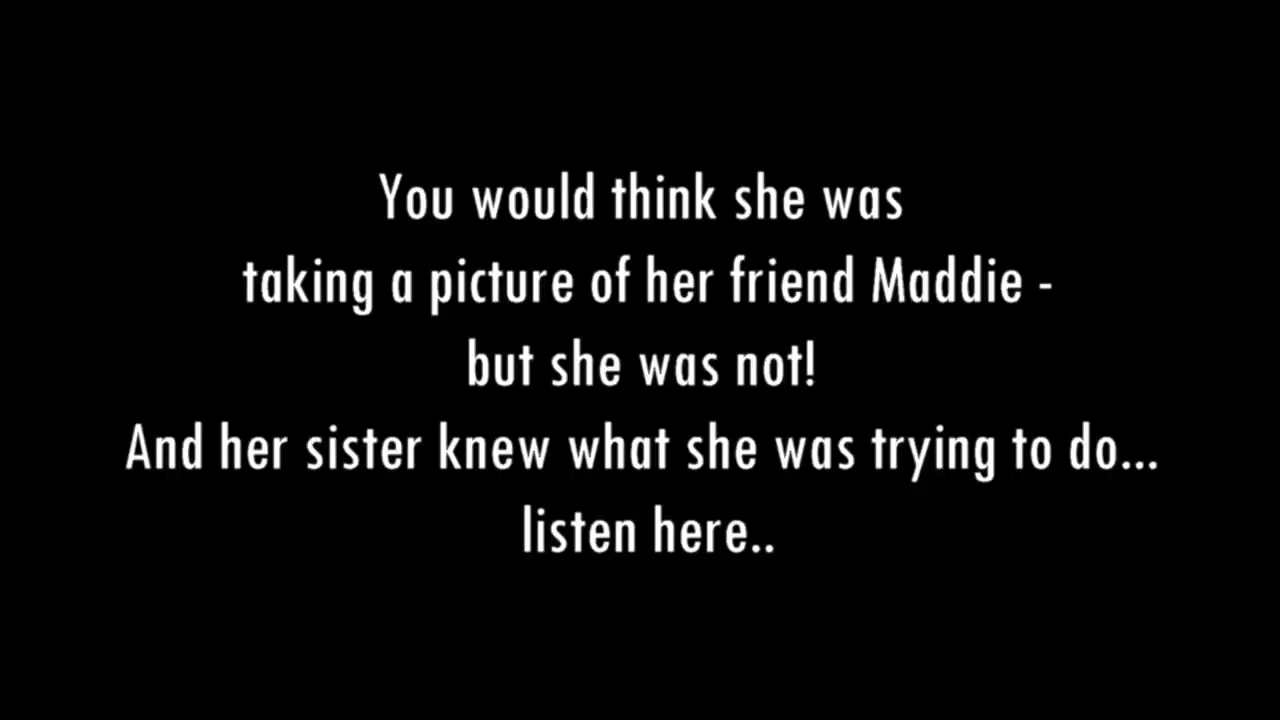 You would think she was
taking a picture of her friend Maddie -
but she was not!
And her sister knew what she was trying to do...
listen here..